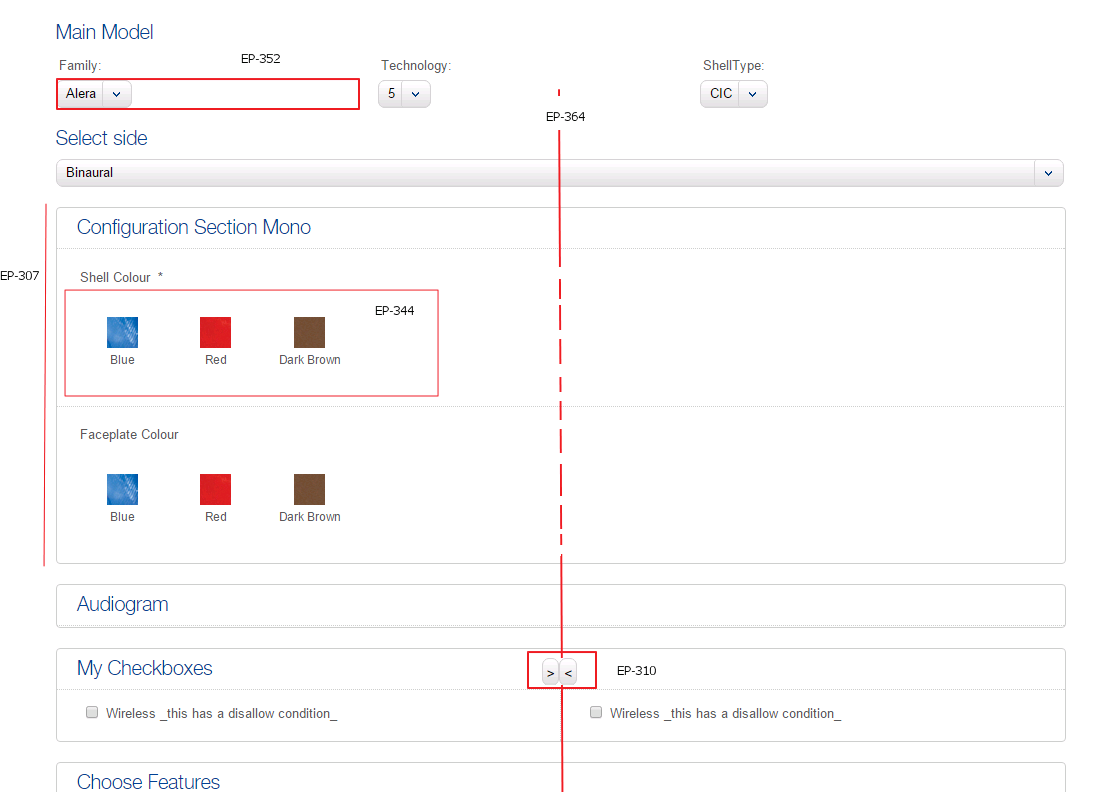 Main Model
EP-352
Family:
Technology:
ShellType:
Alera
5
CIC
EP-364
Select side
Binaural
Configuration Section Mono
EP-307
Shell Colour *
EP-344
Blue
Red
Dark Brown
Faceplate Colour
Blue
Red
Dark Brown
Audiogram
My Checkboxes
> <
EP-310
Wireless _this has a disallow condition_
Wireless _this has a disallow condition_
Choose Features